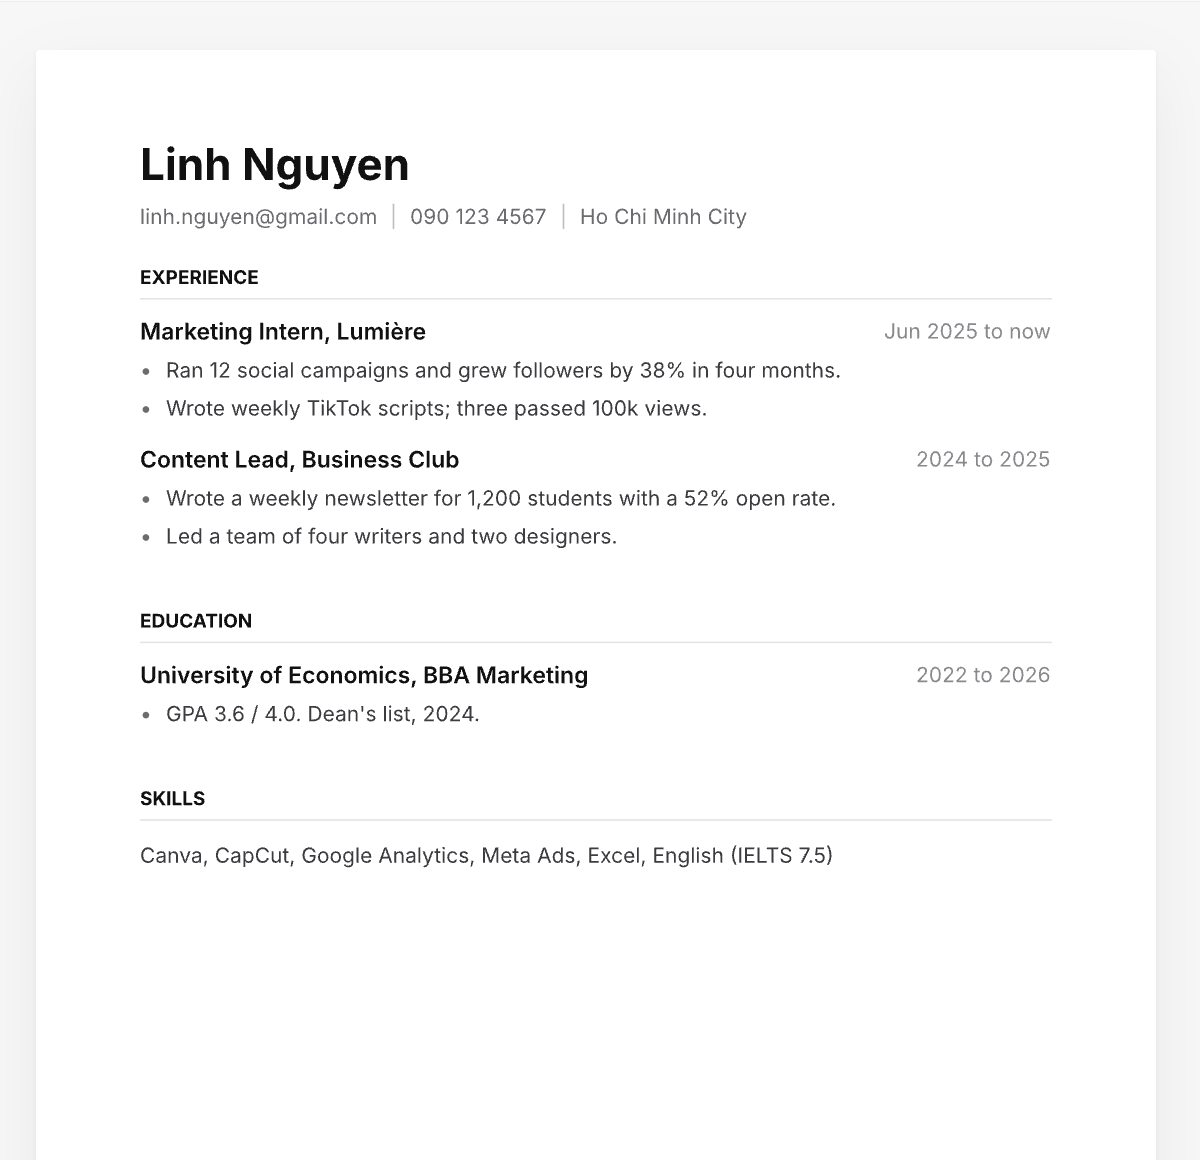 Linh Nguyen
linh.nguyen@gmail.com | 090 123 4567 | Ho Chi Minh City
EXPERIENCE
Marketing Intern, Lumière Jun 2025 to now
• Ran 12 social campaigns and grew followers by 38% in four months.
• Wrote weekly TikTok scripts; three passed 100k views.
Content Lead, Business Club 2024 to 2025
• Wrote a weekly newsletter for 1,200 students with a 52% open rate.
• Led a team of four writers and two designers.
EDUCATION
University of Economics, BBA Marketing 2022 to 2026
• GPA 3.6 / 4.0. Dean's list, 2024.
SKILLS
Canva, CapCut, Google Analytics, Meta Ads, Excel, English (IELTS 7.5)